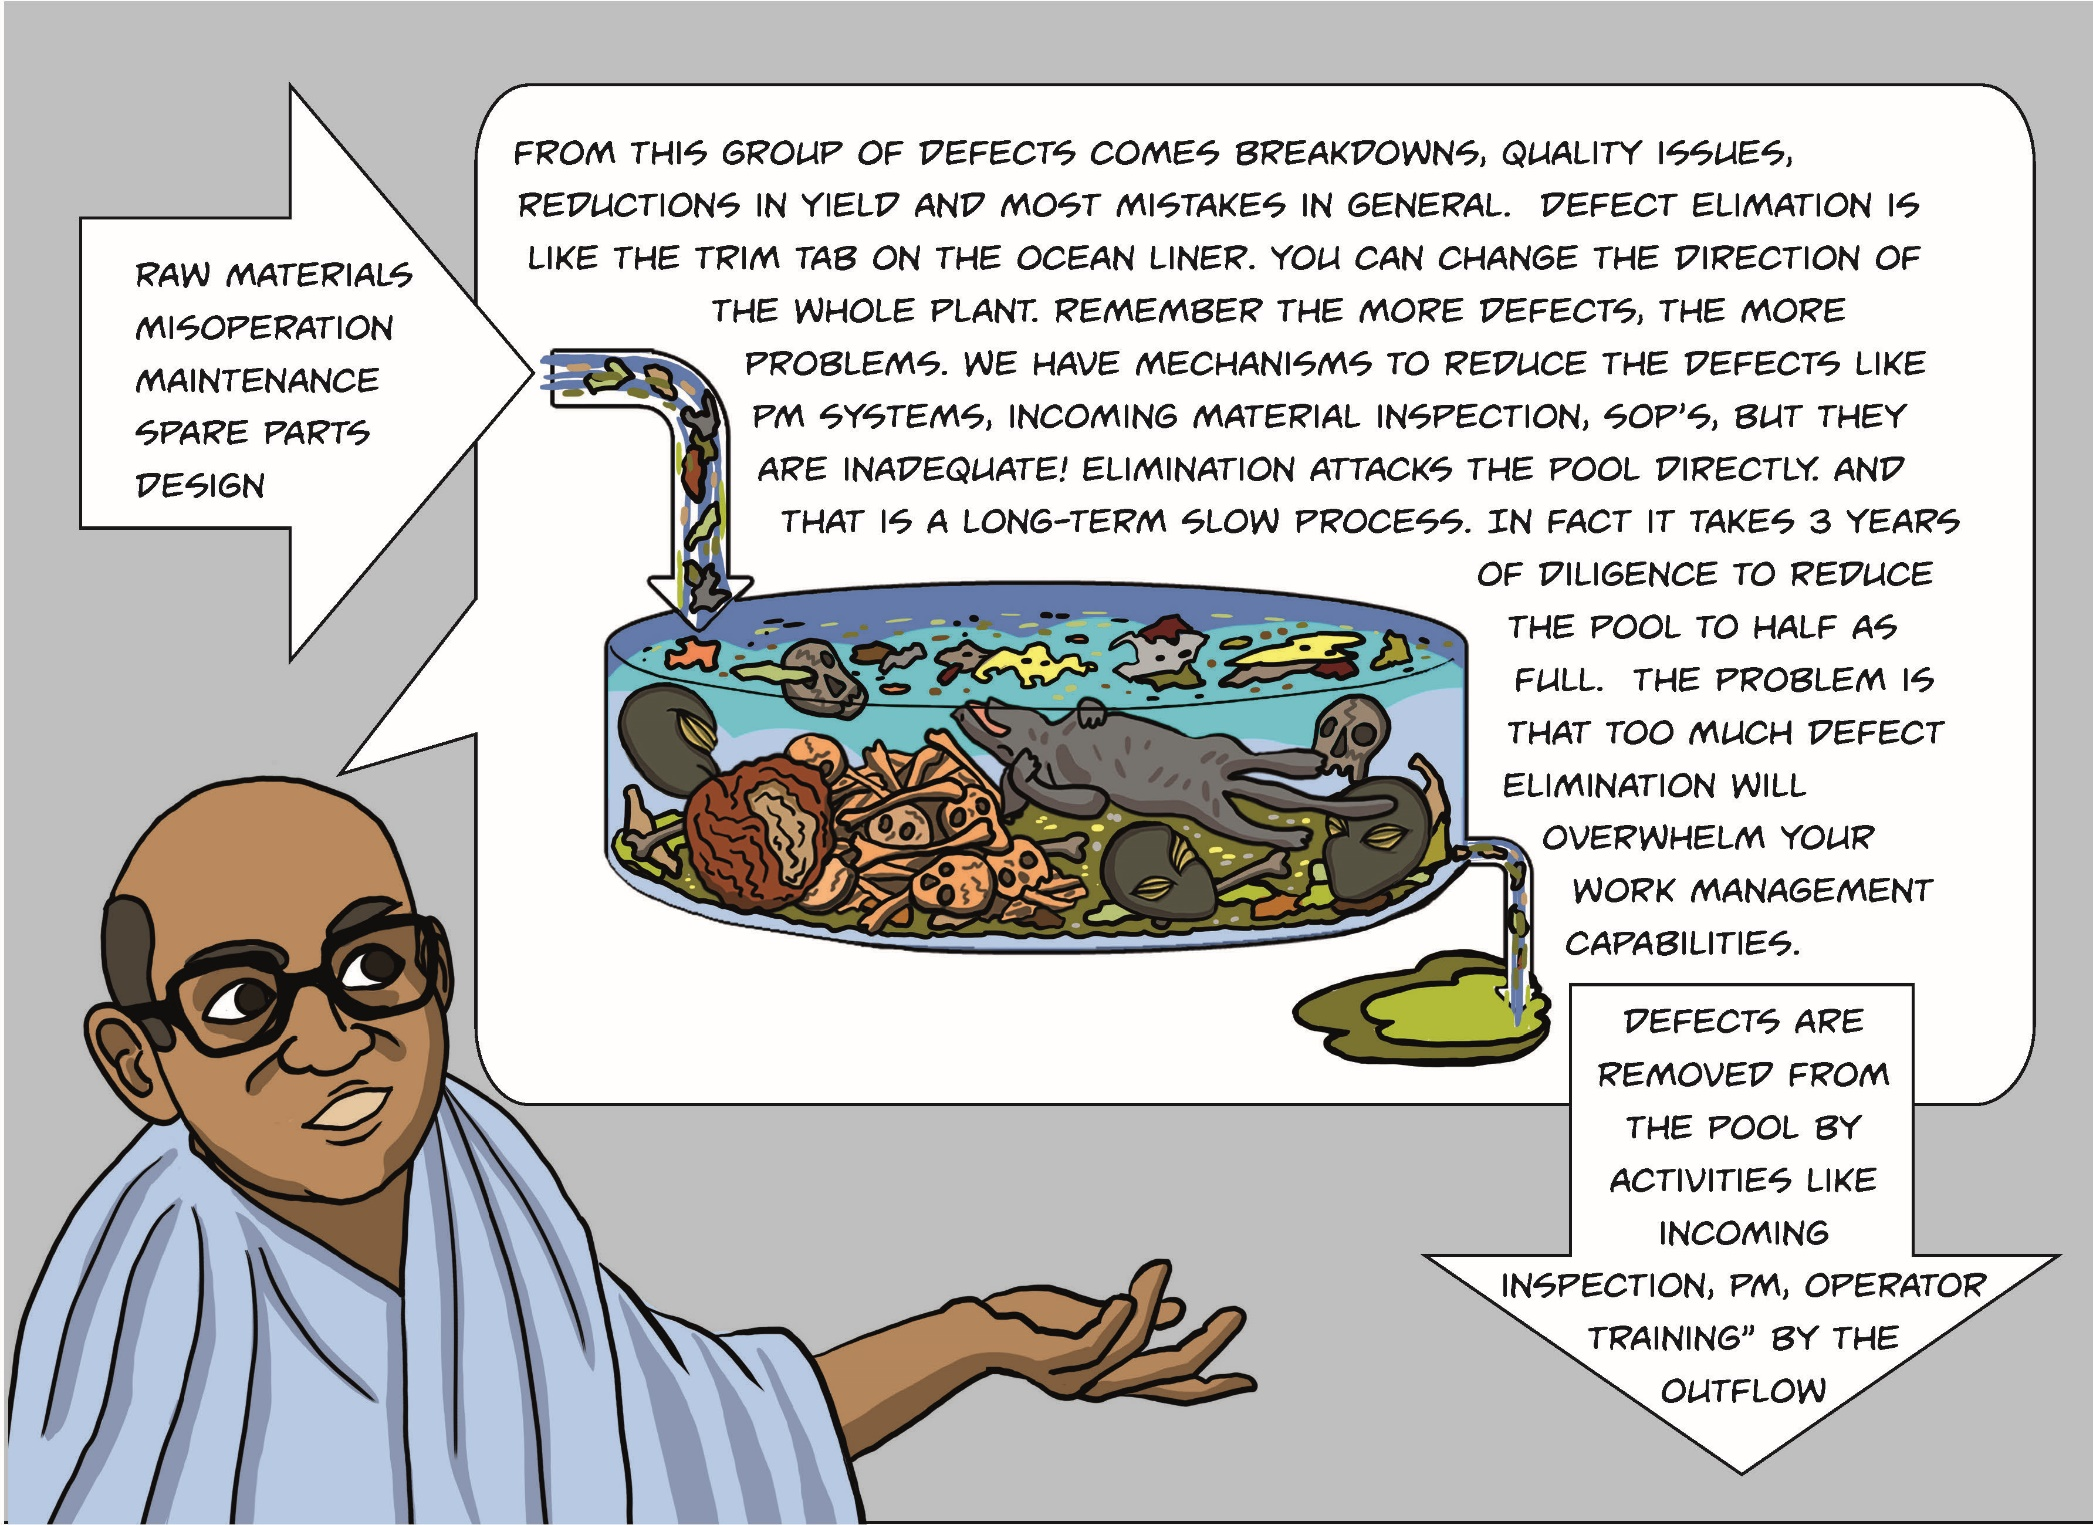 RAW MATERIALS
MISOPERATION
MAINTENANCE
SPARE PARTS
DESIGN
FROM THIS GROUP OF DEFECTS COMES BREAKDOWNS, QUALITY ISSUES,
REDUCTIONS IN YIELD AND MOST MISTAKES IN GENERAL. DEFECT ELIMATION IS
LIKE THE TRIM TAB ON THE OCEAN LINER. YOU CAN CHANGE THE DIRECTION OF
THE WHOLE PLANT. REMEMBER THE MORE DEFECTS, THE MORE
PROBLEMS. WE HAVE MECHANISMS TO REDUCE THE DEFECTS LIKE
PM SYSTEMS, INCOMING MATERIAL INSPECTION, SOP'S, BUT THEY
ARE INADEQUATE! ELIMINATION ATTACKS THE POOL DIRECTLY. AND
THAT IS A LONG-TERM SLOW PROCESS. IN FACT IT TAKES 3 YEARS
OF DILIGENCE TO REDUCE
THE POOL TO HALF AS
FULL. THE PROBLEM IS
THAT TOO MUCH DEFECT
ELIMINATION WILL
OVERWHELM YOUR
WORK MANAGEMENT
CAPABILITIES.
DEFECTS ARE
REMOVED FROM
THE POOL BY
ACTIVITIES LIKE
INCOMING
INSPECTION, PM, OPERATOR
TRAINING" BY THE
OUTFLOW